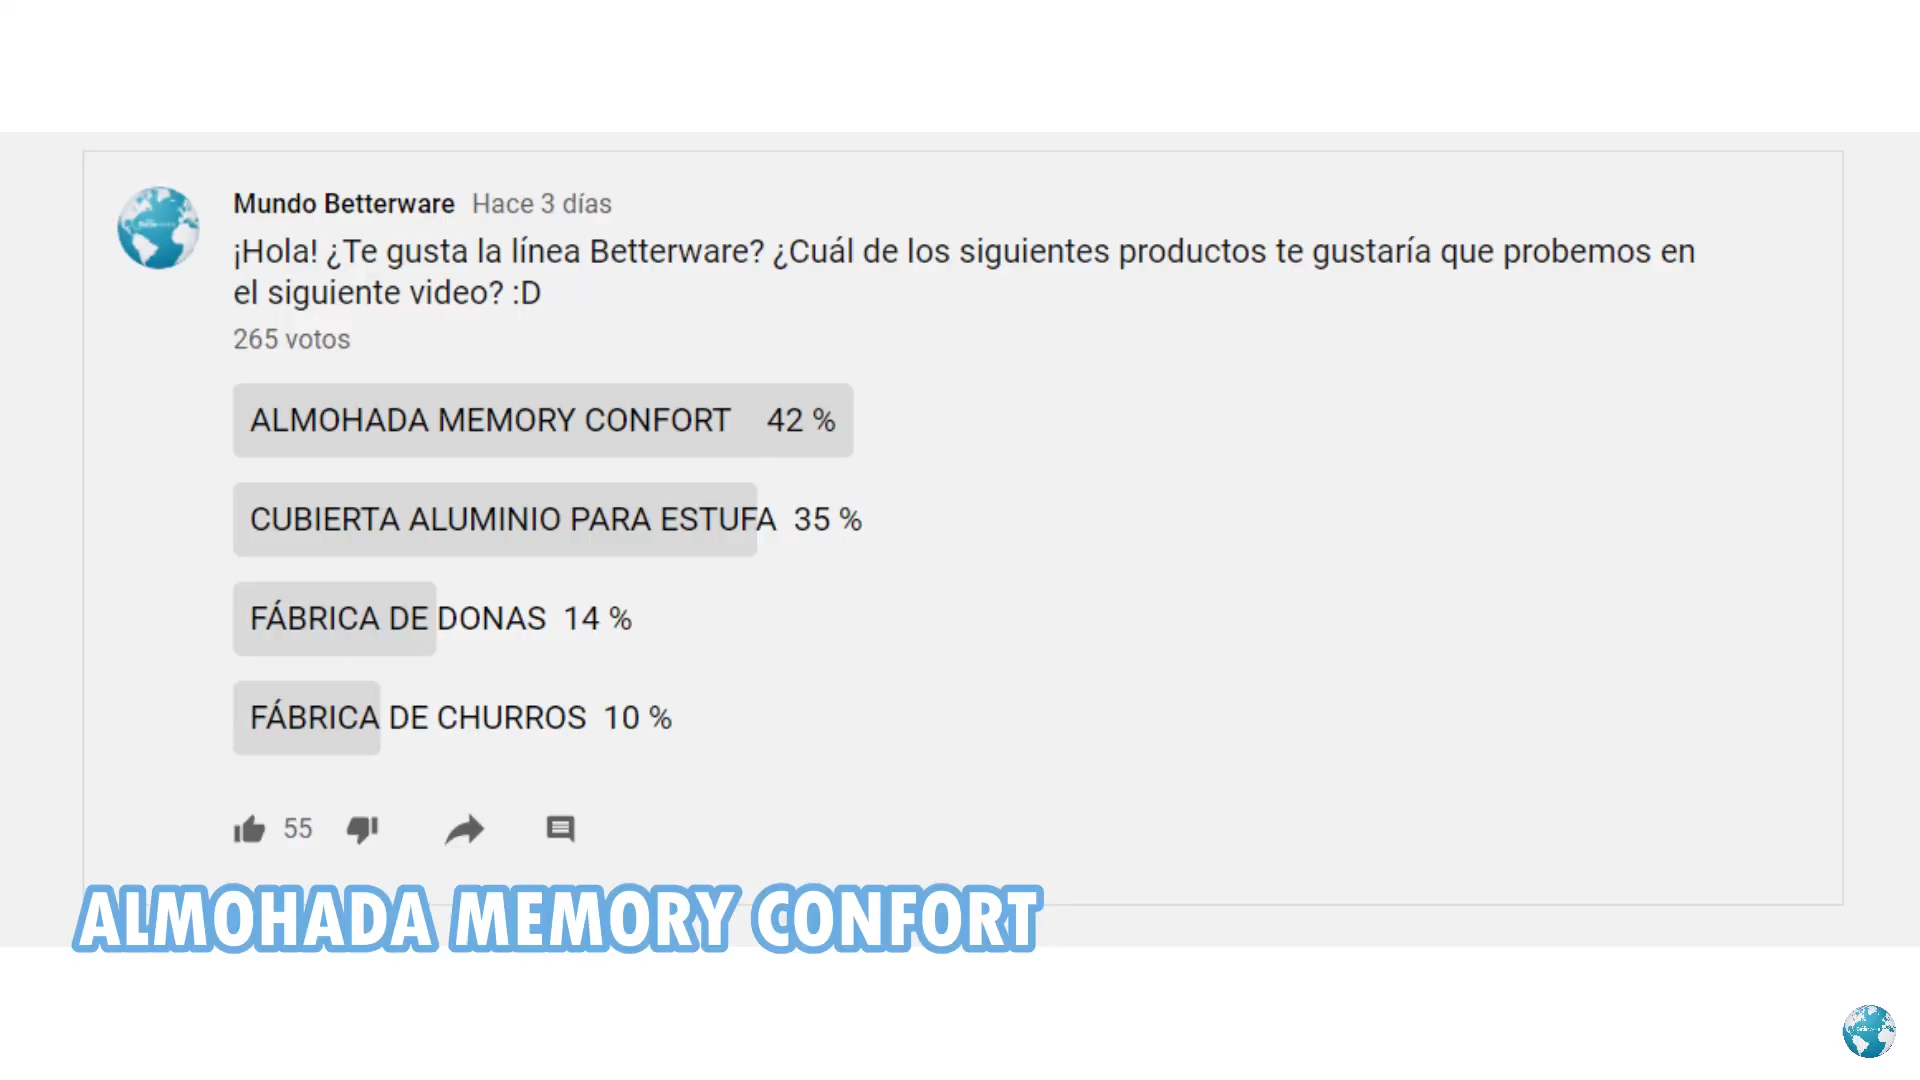 Mundo Betterware Hace 3 días
¡Hola! ¿Te gusta la línea Betterware? ¿Cuál de los siguientes productos te gustaría que probemos en
el siguiente video? :D
265 votos
ALMOHADA MEMORY CONFORT 42 %
CUBIERTA ALUMINIO PARA ESTUFA 35 %
FÁBRICA DE DONAS 14 %
FÁBRICA DE CHURROS 10 %
55
ALMOHADA MEMORY CONFORT